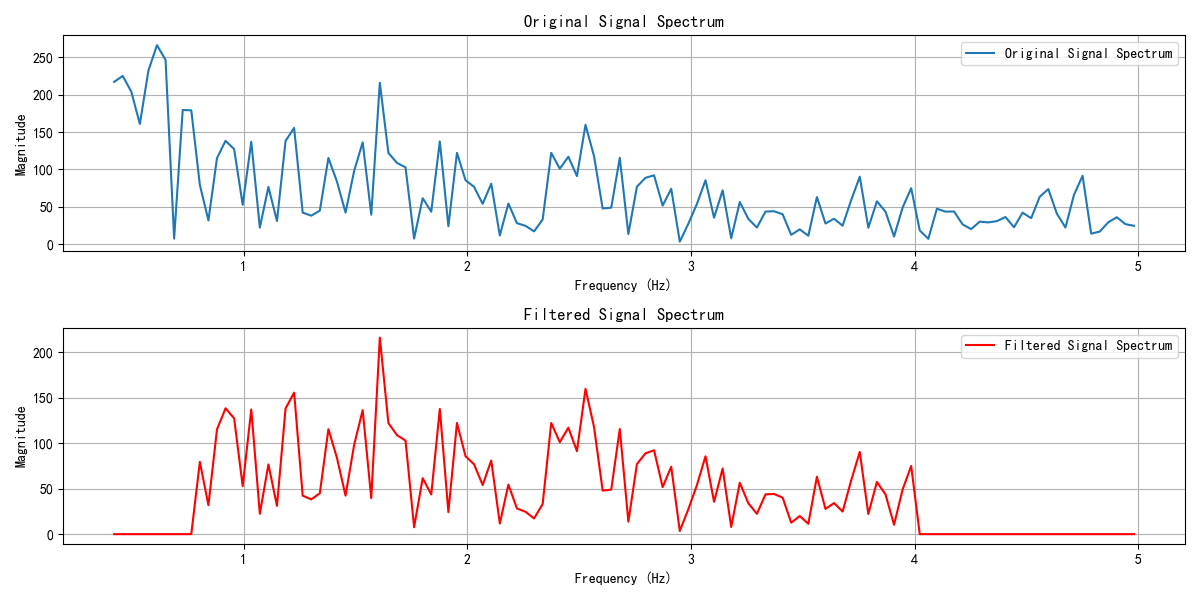 Original Signal Spectrum
Original Signal Spectrum
Magnitude
250
200
150
100
50
0
1
2
3
4
5
Frequency (Hz)
Filtered Signal Spectrum
Filtered Signal Spectrum
Magnitude
200
150
100
50
0
1
2
3
4
5
Frequency (Hz)